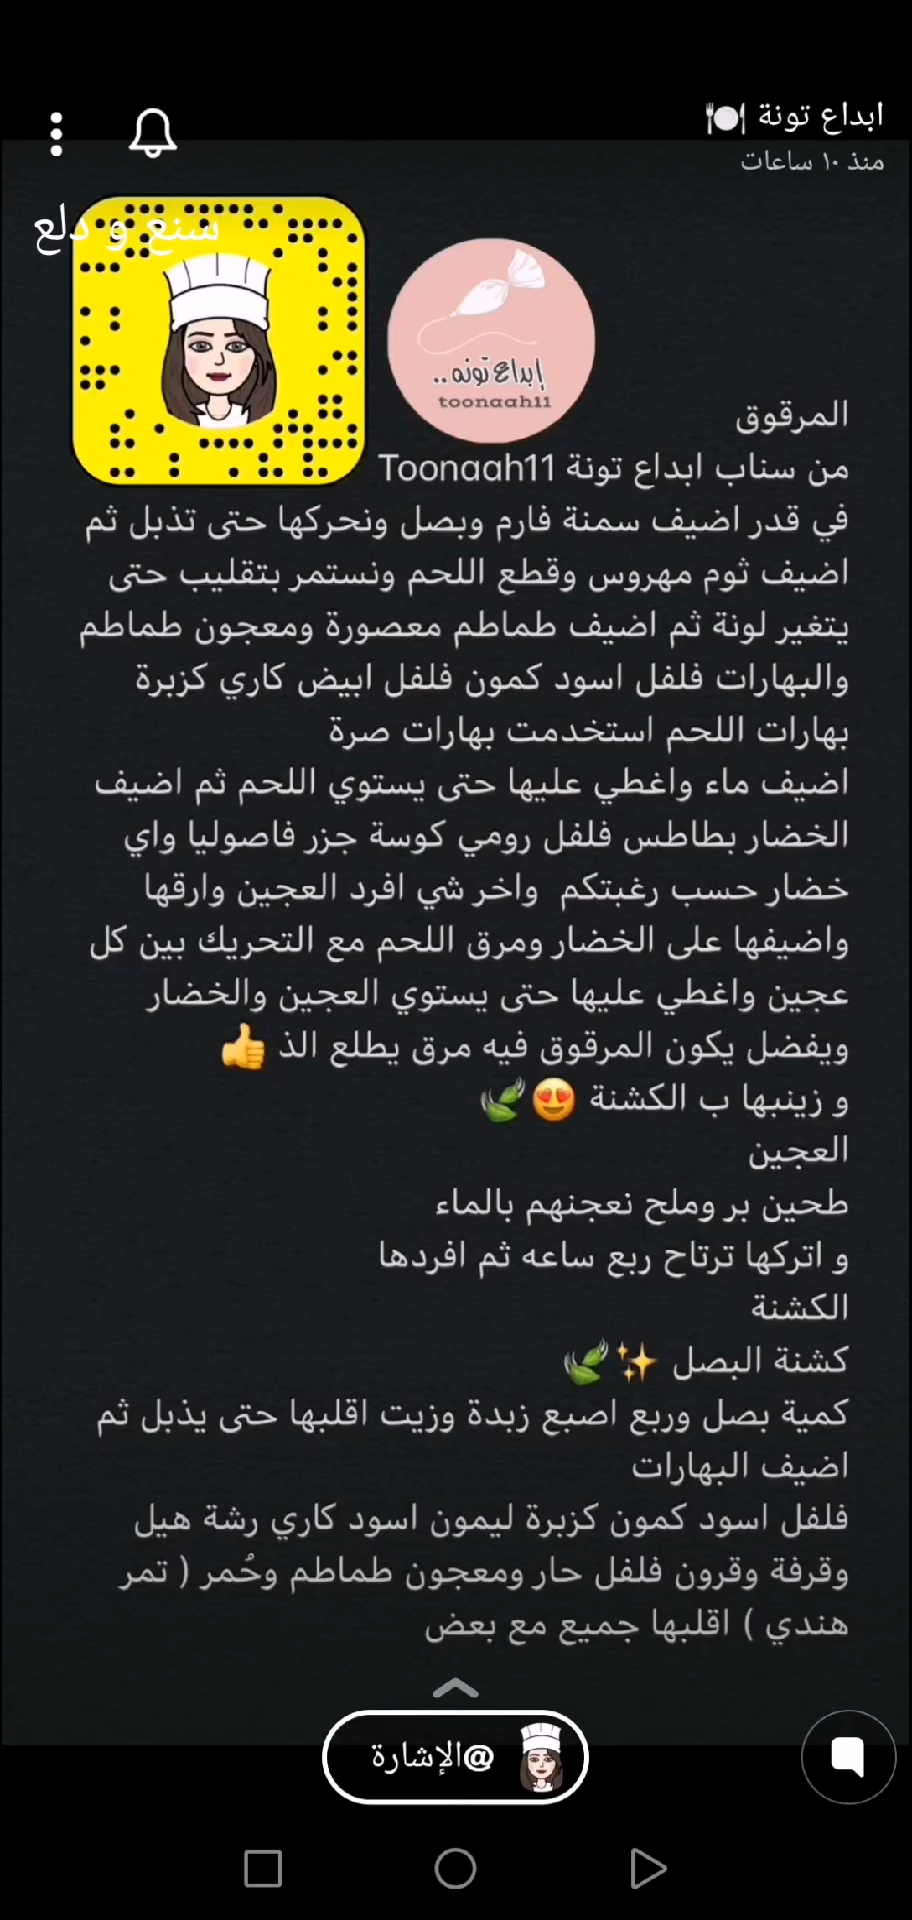 ابداع تونة 🍽
منذ ١٠ ساعات
سنع و دلع
إبداع تونه..
toonaah11
المرقوق
من سناب ابداع تونة Toonaah11
في قدر اضيف سمنة فارم وبصل ونحركها حتى تذبل ثم
اضيف ثوم مهروس وقطع اللحم ونستمر بتقليب حتى
يتغير لونة ثم اضيف طماطم معصورة ومعجون طماطم
والبهارات فلفل اسود كمون فلفل ابيض كاري كزبرة
بهارات اللحم استخدمت بهارات صرة
اضيف ماء واغطي عليها حتى يستوي اللحم ثم اضيف
الخضار بطاطس فلفل رومي كوسة جزر فاصوليا واي
خضار حسب رغبتكم واخر شي افرد العجين وارقها
واضيفها على الخضار ومرق اللحم مع التحريك بين كل
عجين واغطي عليها حتى يستوي العجين والخضار
ويفضل يكون المرقوق فيه مرق يطلع الذ 👍
و زينبها ب الكشنة 😍🍃
العجين
طحين بر وملح نعجنهم بالماء
و اتركها ترتاح ربع ساعه ثم افردها
الكشنة
كشنة البصل ✨🍃
كمية بصل وربع اصبع زبدة وزيت اقلبها حتى يذبل ثم
اضيف البهارات
فلفل اسود كمون كزبرة ليمون اسود كاري رشة هيل
وقرفة وقرون فلفل حار ومعجون طماطم وحُمر ( تمر
هندي ) اقلبها جميع مع بعض
@الإشارة